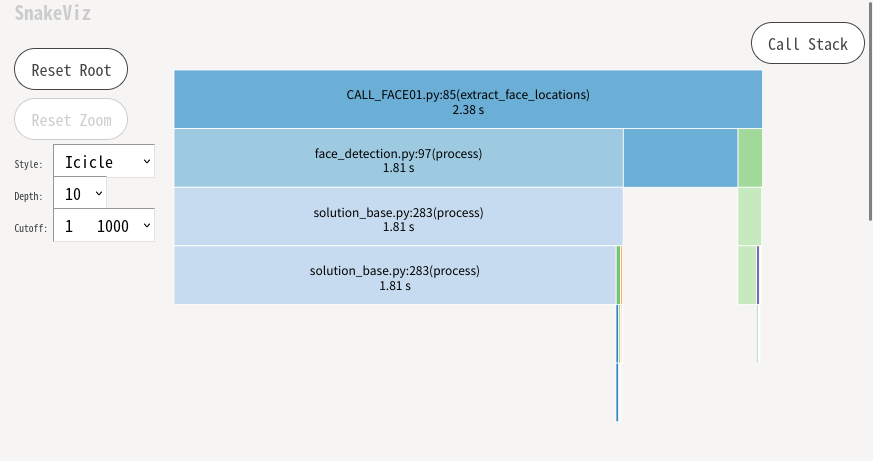 SnakeViz
Call Stack
Reset Root
Reset Zoom
Style:
Icicle
Depth:
10
Cutoff:
1 1000
CALL_FACE01.py:85(extract_face_locations)
2.38 s
face_detection.py:97(process)
1.81 s
solution_base.py:283(process)
1.81 s
solution_base.py:283(process)
1.81 s